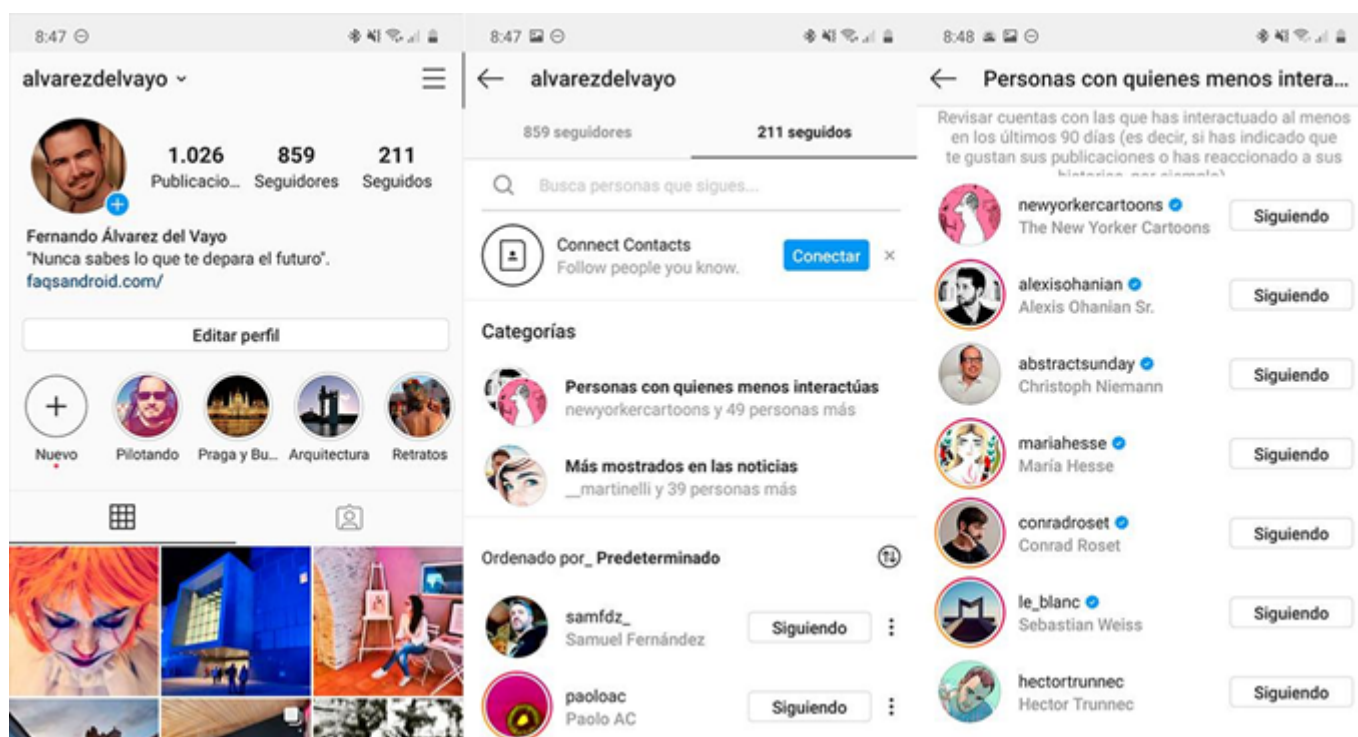 8:47
alvarezdelvayo
1.026 859 211
Publicacio... Seguidores Seguidos
Fernando Álvarez del Vayo
"Nunca sabes lo que te depara el futuro".
faqsandroid.com/
Editar perfil
Nuevo Pilotando Praga y Bu... Arquitectura Retratos
8:47
alvarezdelvayo
859 seguidores 211 seguidos
Busca personas que sigues...
Connect Contacts
Follow people you know.
Conectar
Categorías
Personas con quienes menos interactúas
newyorkercartoons y 49 personas más
Más mostrados en las noticias
__martinelli y 39 personas más
Ordenado por_ Predeterminado
samfdz_
Samuel Fernández
Siguiendo
paoloac
Paolo AC
Siguiendo
8:48
Personas con quienes menos intera...
Revisar cuentas con las que has interactuado al menos
en los últimos 90 días (es decir, si has indicado que
te gustan sus publicaciones o has reaccionado a sus
historias, por ejemplo)
newyorkercartoons
The New Yorker Cartoons
Siguiendo
alexisohanian
Alexis Ohanian Sr.
Siguiendo
abstractsunday
Christoph Niemann
Siguiendo
mariahesse
María Hesse
Siguiendo
conradroset
Conrad Roset
Siguiendo
le_blanc
Sebastian Weiss
Siguiendo
hectortrunnec
Hector Trunnec
Siguiendo